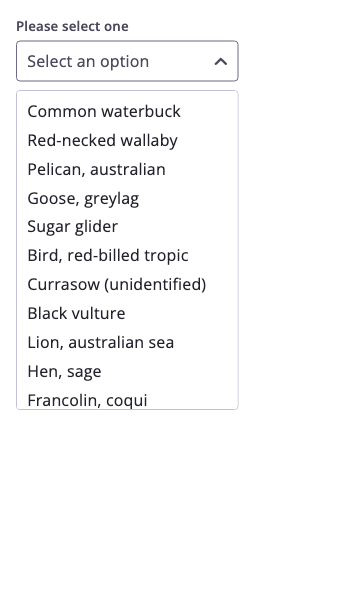 Please select one
Select an option
Common waterbuck
Red-necked wallaby
Pelican, australian
Goose, greylag
Sugar glider
Bird, red-billed tropic
Currasow (unidentified)
Black vulture
Lion, australian sea
Hen, sage
Francolin, coqui